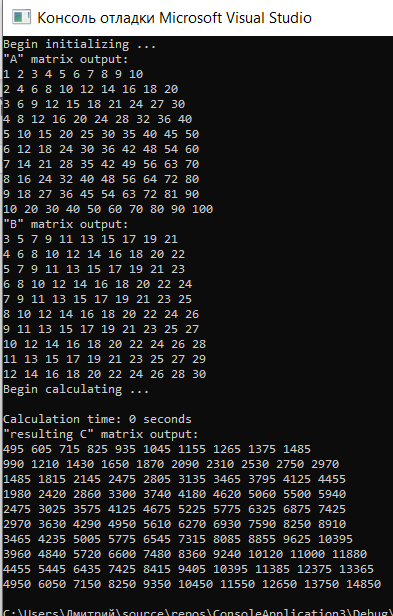 Консоль отладки Microsoft Visual Studio
Begin initializing ...
"A" matrix output:
1 2 3 4 5 6 7 8 9 10
2 4 6 8 10 12 14 16 18 20
3 6 9 12 15 18 21 24 27 30
4 8 12 16 20 24 28 32 36 40
5 10 15 20 25 30 35 40 45 50
6 12 18 24 30 36 42 48 54 60
7 14 21 28 35 42 49 56 63 70
8 16 24 32 40 48 56 64 72 80
9 18 27 36 45 54 63 72 81 90
10 20 30 40 50 60 70 80 90 100
"B" matrix output:
3 5 7 9 11 13 15 17 19 21
4 6 8 10 12 14 16 18 20 22
5 7 9 11 13 15 17 19 21 23
6 8 10 12 14 16 18 20 22 24
7 9 11 13 15 17 19 21 23 25
8 10 12 14 16 18 20 22 24 26
9 11 13 15 17 19 21 23 25 27
10 12 14 16 18 20 22 24 26 28
11 13 15 17 19 21 23 25 27 29
12 14 16 18 20 22 24 26 28 30
Begin calculating ...
Calculation time: 0 seconds
"resulting C" matrix output:
495 605 715 825 935 1045 1155 1265 1375 1485
990 1210 1430 1650 1870 2090 2310 2530 2750 2970
1485 1815 2145 2475 2805 3135 3465 3795 4125 4455
1980 2420 2860 3300 3740 4180 4620 5060 5500 5940
2475 3025 3575 4125 4675 5225 5775 6325 6875 7425
2970 3630 4290 4950 5610 6270 6930 7590 8250 8910
3465 4235 5005 5775 6545 7315 8085 8855 9625 10395
3960 4840 5720 6600 7480 8360 9240 10120 11000 11880
4455 5445 6435 7425 8415 9405 10395 11385 12375 13365
4950 6050 7150 8250 9350 10450 11550 12650 13750 14850
C:\Users\Дмитрий\source\repos\ConsoleApplication3\Debug\